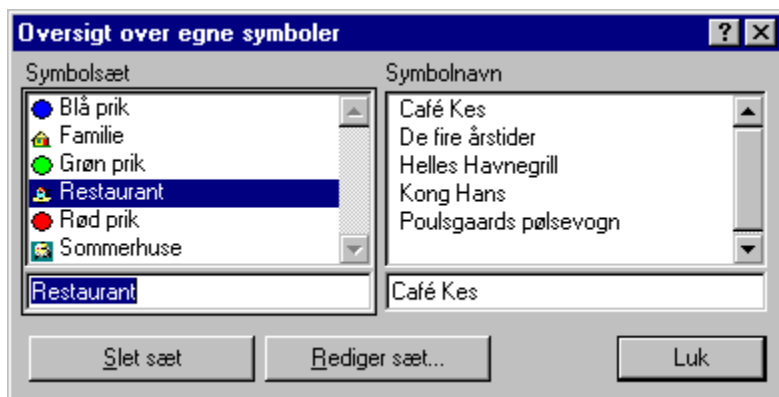 Oversigt over egne symboler
Symbolsæt
Blå prik
Familie
Grøn prik
Restaurant
Rød prik
Sommerhuse
Restaurant
Symbolnavn
Café Kes
De fire årstider
Helles Havnegrill
Kong Hans
Poulsgaards pølsevogn
Café Kes
Slet sæt
Rediger sæt...
Luk